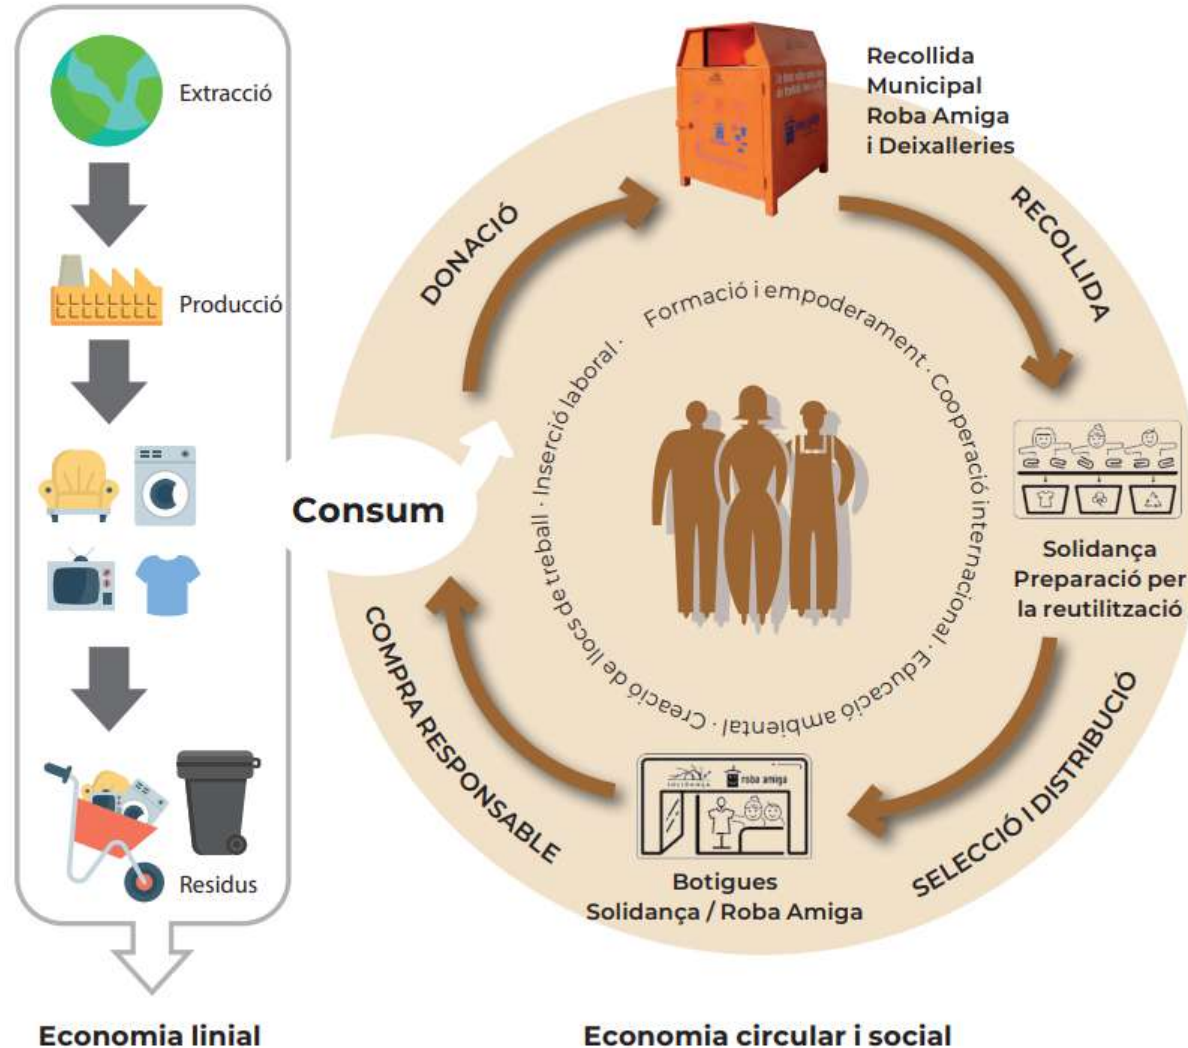 Extracció
Producció
Residus
Economia linial
Consum
DONACIÓ
Recollida
Municipal
Roba Amiga
i Deixalleries
RECOLLIDA
Solidança
Preparació per
la reutilització
SELECCIÓ I DISTRIBUCIÓ
SOLIDANÇA
roba amiga
Botigues
Solidança / Roba Amiga
COMPRA RESPONSABLE
Formació i empoderament · Cooperació internacional · Educació ambiental · Creació de llocs de treball · Inserció laboral ·
Economia circular i social